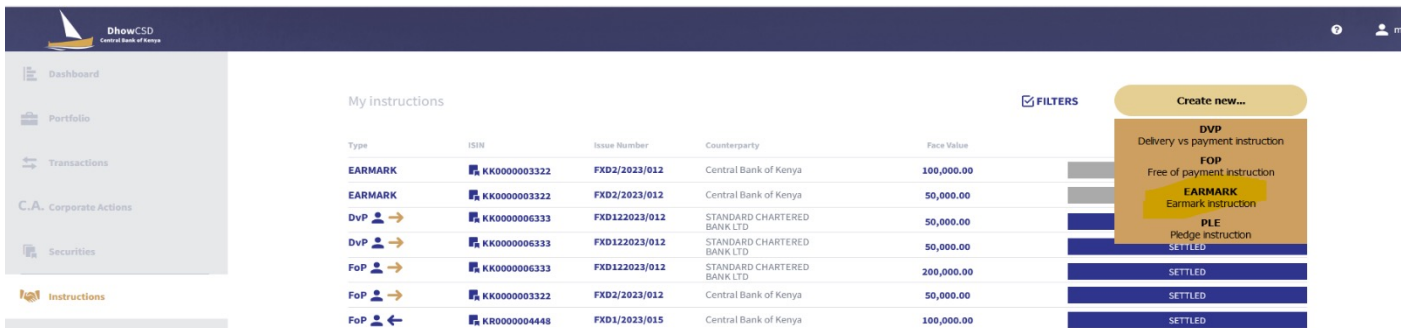 DhowCSD
Central Bank of Kenya
m
Dashboard
Portfolio
Transactions
C.A. Corporate Actions
Securities
Instructions
My instructions
FILTERS
Create new...
DVP
Delivery vs payment instruction
FOP
Free of payment instruction
EARMARK
Earmark instruction
PLE
Pledge instruction
Type ISIN Issue Number Counterparty Face Value
EARMARK KK0000003322 FXD2/2023/012 Central Bank of Kenya 100,000.00
EARMARK KK0000003322 FXD2/2023/012 Central Bank of Kenya 50,000.00
DvP KK0000006333 FXD122023/012 STANDARD CHARTERED BANK LTD 50,000.00
DvP KK0000006333 FXD122023/012 STANDARD CHARTERED BANK LTD 50,000.00 SETTLED
FoP KK0000006333 FXD122023/012 STANDARD CHARTERED BANK LTD 200,000.00 SETTLED
FoP KK0000003322 FXD2/2023/012 Central Bank of Kenya 50,000.00 SETTLED
FoP KR0000004448 FXD1/2023/015 Central Bank of Kenya 100,000.00 SETTLED